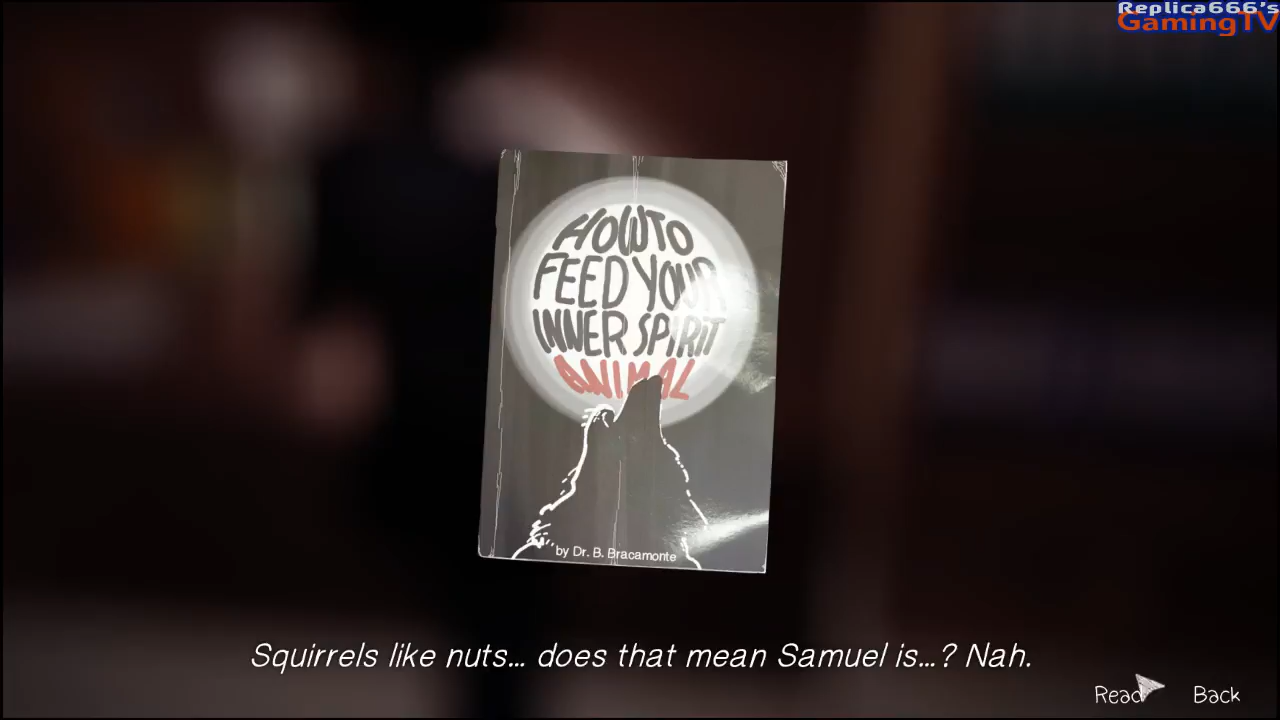 Replica666's
GamingTV
HOW TO
FEED YOUR
INNER SPIRIT
ANIMAL
by Dr. B. Bracamonte
Squirrels like nuts... does that mean Samuel is...? Nah.
Read Back